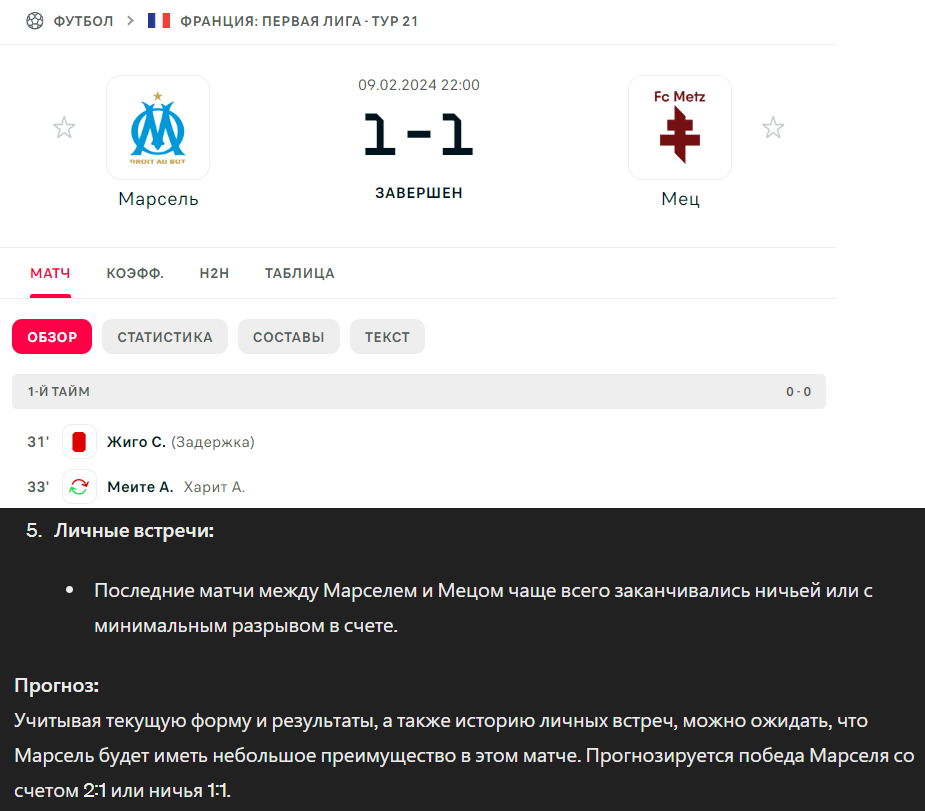 ФУТБОЛ > ФРАНЦИЯ: ПЕРВАЯ ЛИГА - ТУР 21
09.02.2024 22:00
DROIT AU BUT
Fc Metz
1-1
ЗАВЕРШЕН
Марсель
Мец
МАТЧ КОЭФФ. H2H ТАБЛИЦА
ОБЗОР СТАТИСТИКА СОСТАВЫ ТЕКСТ
1-Й ТАЙМ 0 - 0
31' Жиго С. (Задержка)
33' Меите А. Харит А.
5. Личные встречи:
• Последние матчи между Марселем и Мецом чаще всего заканчивались ничьей или с
минимальным разрывом в счете.
Прогноз:
Учитывая текущую форму и результаты, а также историю личных встреч, можно ожидать, что
Марсель будет иметь небольшое преимущество в этом матче. Прогнозируется победа Марселя со
счетом 2:1 или ничья 1:1.